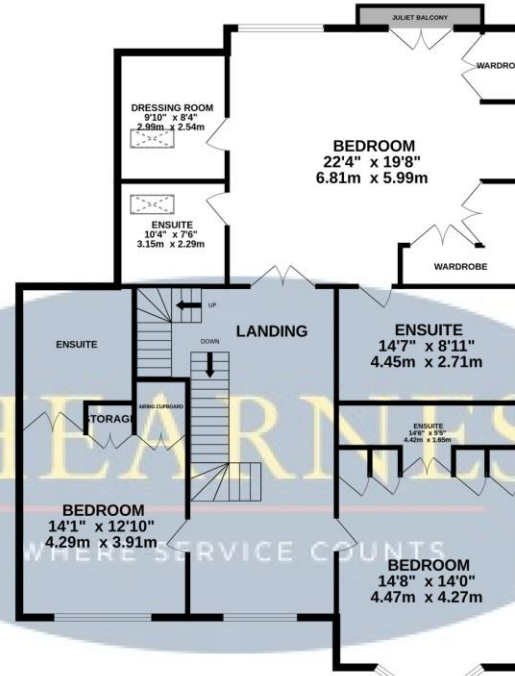 JULIET BALCONY
WARDRO
DRESSING ROOM
9'10" x 8'4"
2.99m x 2.54m
BEDROOM
22'4" x 19'8"
6.81m x 5.99m
ENSUITE
10'4" x 7'6"
3.15m x 2.29m
WARDROBE
UP
LANDING
DOWN
ENSUITE
ENSUITE
14'7" x 8'11"
4.45m x 2.71m
STORAGE
AIRING CUPBOARD
ENSUITE
14'6" x 5'5"
4.42m x 1.65m
HEARNES
BEDROOM
14'1" x 12'10"
4.29m x 3.91m
WHERE SERVICE COUNTS
BEDROOM
14'8" x 14'0"
4.47m x 4.27m